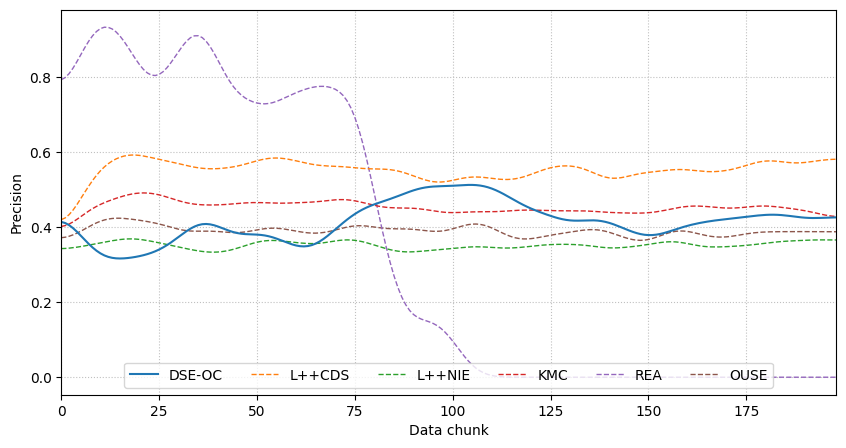 Precision
0.8
0.6
0.4
0.2
0.0
DSE-OC L++CDS L++NIE KMC REA OUSE
0 25 50 75 100 125 150 175
Data chunk